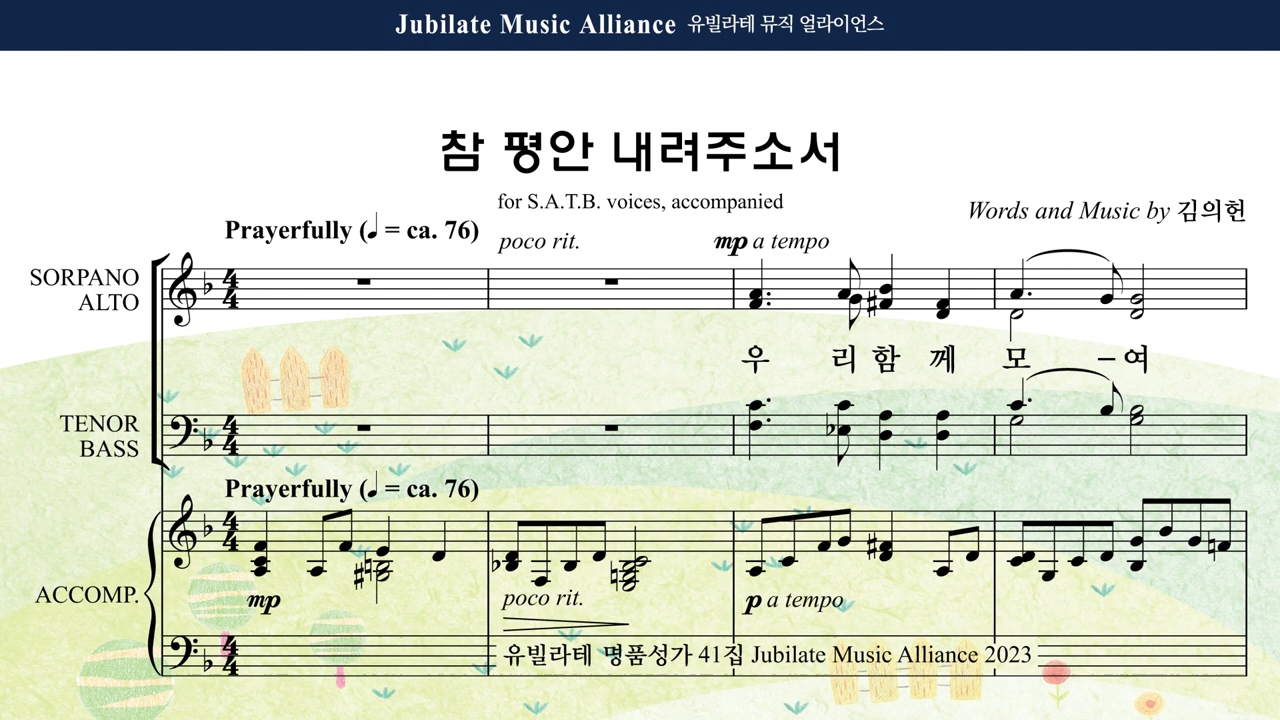 Jubilate Music Alliance 유빌라테 뮤직 얼라이언스
참 평안 내려주소서
for S.A.T.B. voices, accompanied
Words and Music by 김의헌
Prayerfully (♩ = ca. 76)
poco rit.
mp a tempo
SORPANO
ALTO
우 리 함 께 모 – 여
TENOR
BASS
Prayerfully (♩ = ca. 76)
ACCOMP.
mp
poco rit.
p a tempo
유빌라테 명품성가 41집 Jubilate Music Alliance 2023